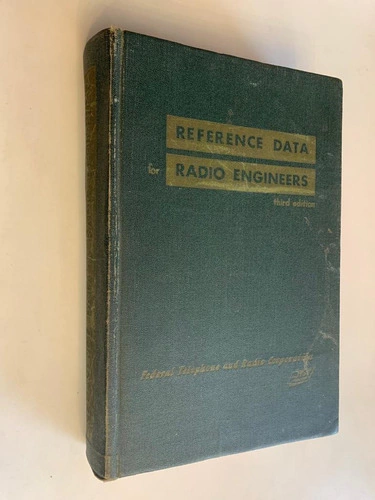 REFERENCE DATA
for RADIO ENGINEERS
third edition
Federal Telephone and Radio Corporation